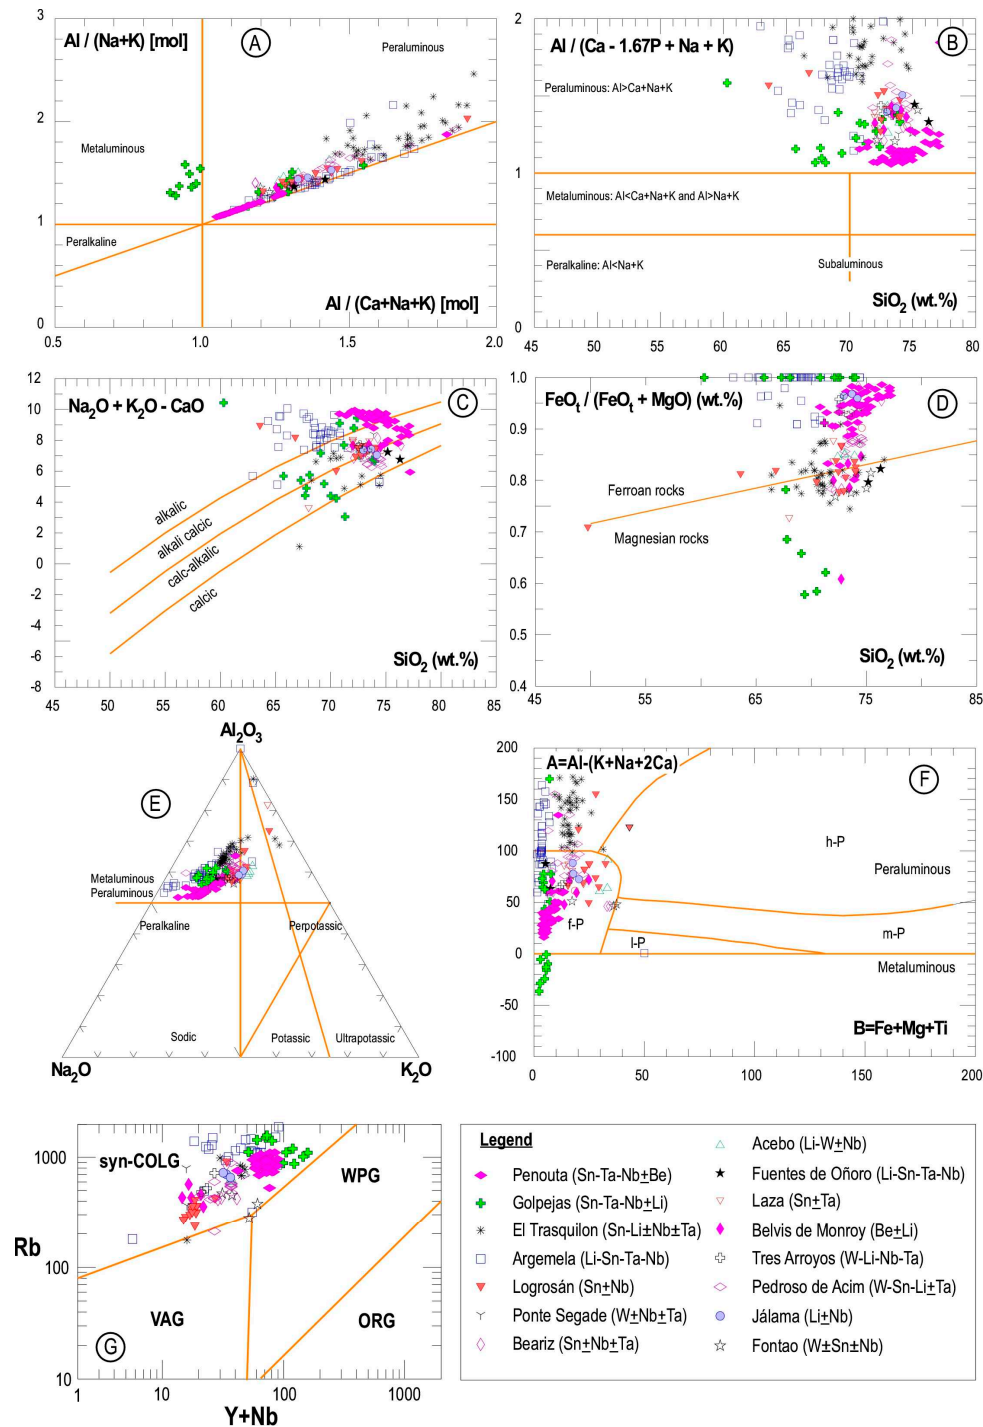 Al / (Na+K) [mol]
A
Peraluminous
Metaluminous
Peralkaline
Al / (Ca+Na+K) [mol]
3
2
1
0
0.5
1.0
1.5
2.0
Al / (Ca - 1.67P + Na + K)
B
Peraluminous: Al>Ca+Na+K
Metaluminous: Al<Ca+Na+K and Al>Na+K
Peralkaline: Al<Na+K
Subaluminous
SiO2 (wt.%)
2
1
0
45 50 55 60 65 70 75 80
Na2O + K2O - CaO
C
alkalic
alkali calcic
calc-alkalic
calcic
SiO2 (wt.%)
12
10
8
6
4
2
0
-2
-4
-6
-8
45 50 55 60 65 70 75 80 85
FeOt / (FeOt + MgO) (wt.%)
D
Ferroan rocks
Magnesian rocks
SiO2 (wt.%)
1.0
0.9
0.8
0.7
0.6
0.5
0.4
45 55 65 75 85
Al2O3
E
Metaluminous
Peraluminous
Peralkaline
Perpotassic
Sodic
Potassic
Ultrapotassic
Na2O
K2O
A=Al-(K+Na+2Ca)
F
h-P
Peraluminous
f-P
m-P
l-P
Metaluminous
B=Fe+Mg+Ti
200
150
100
50
0
-50
-100
0 50 100 150 200
syn-COLG
WPG
VAG
ORG
G
Rb
1000
100
10
1 10 100 1000
Y+Nb
Legend
Penouta (Sn-Ta-Nb±Be)
Golpejas (Sn-Ta-Nb±Li)
El Trasquilon (Sn-Li±Nb±Ta)
Argemela (Li-Sn-Ta-Nb)
Logrosán (Sn±Nb)
Ponte Segade (W±Nb±Ta)
Beariz (Sn±Nb±Ta)
Acebo (Li-W±Nb)
Fuentes de Oñoro (Li-Sn-Ta-Nb)
Laza (Sn±Ta)
Belvis de Monroy (Be±Li)
Tres Arroyos (W-Li-Nb-Ta)
Pedroso de Acim (W-Sn-Li±Ta)
Jálama (Li±Nb)
Fontao (W±Sn±Nb)